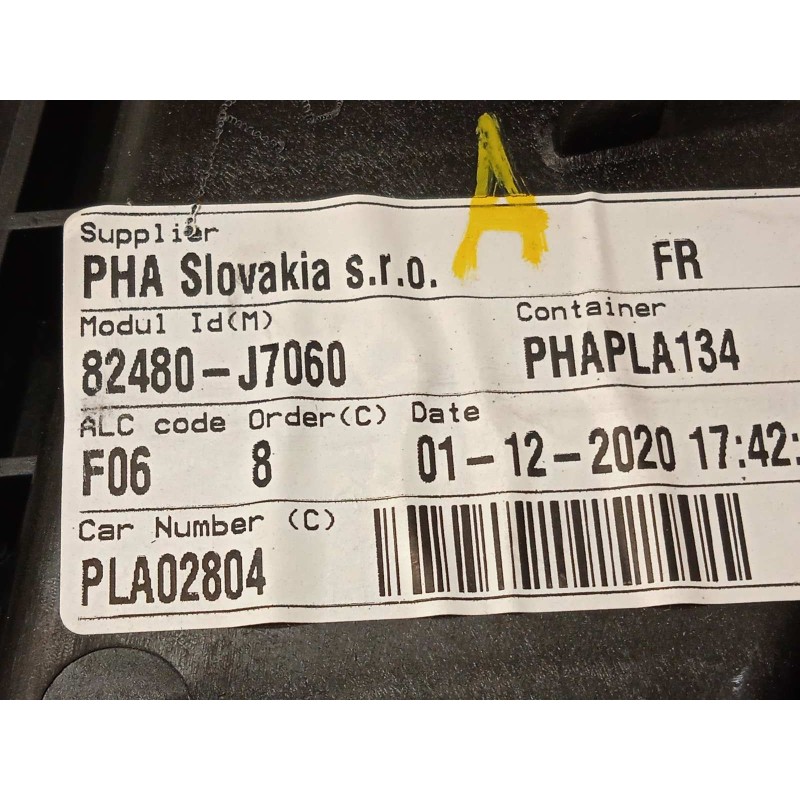 A
Supplier
PHA Slovakia s.r.o. FR
Modul Id(M) Container
82480-J7060 PHAPLA134
ALC code Order(C) Date
F06 8 01-12-2020 17:42:
Car Number (C)
PLA02804